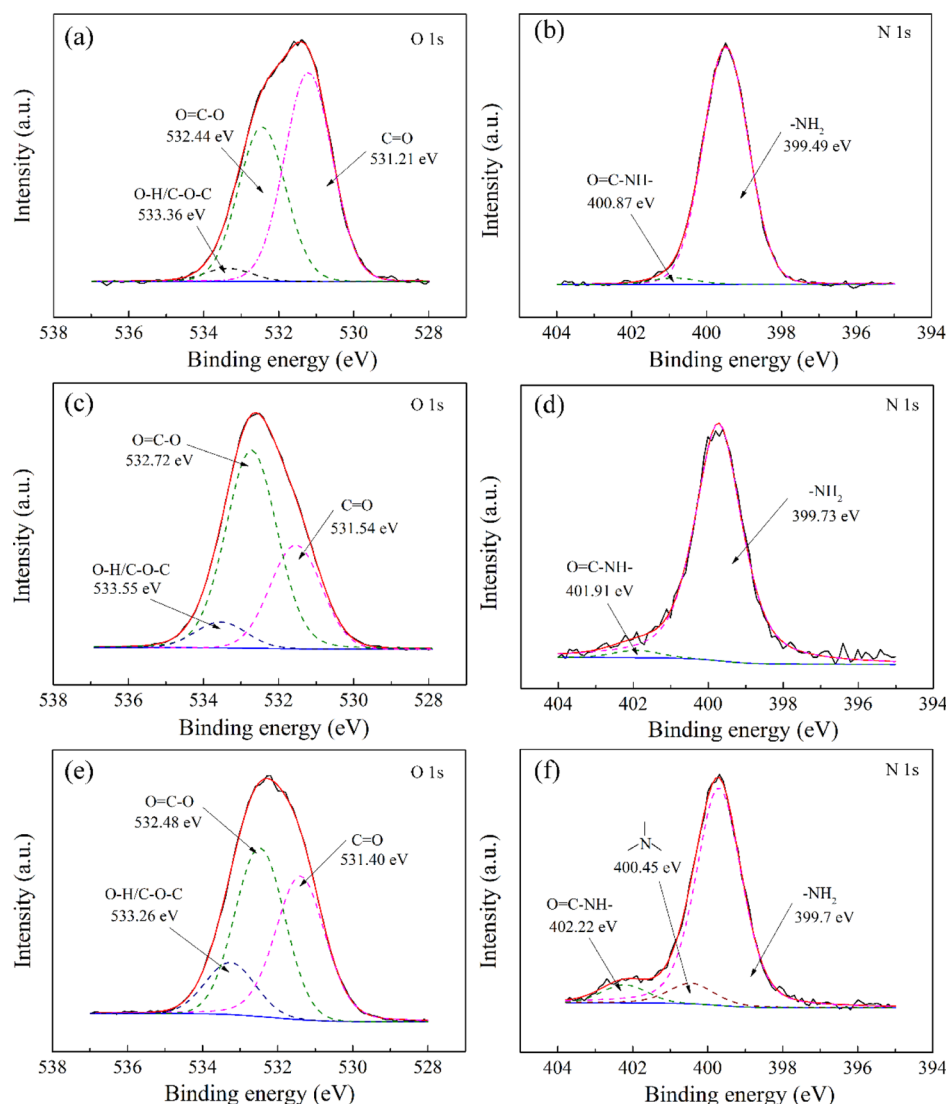 (a)
O 1s
O=C-O
532.44 eV
C=O
531.21 eV
O-H/C-O-C
533.36 eV
Intensity (a.u.)
538 536 534 532 530 528
Binding energy (eV)
(b)
N 1s
-NH₂
399.49 eV
O=C-NH-
400.87 eV
Intensity (a.u.)
404 402 400 398 396 394
Binding energy (eV)
(c)
O 1s
O=C-O
532.72 eV
C=O
531.54 eV
O-H/C-O-C
533.55 eV
Intensity (a.u.)
538 536 534 532 530 528
Binding energy (eV)
(d)
N 1s
-NH₂
399.73 eV
O=C-NH-
401.91 eV
Intensity (a.u.)
404 402 400 398 396 394
Binding energy (eV)
(e)
O 1s
O=C-O
532.48 eV
C=O
531.40 eV
O-H/C-O-C
533.26 eV
Intensity (a.u.)
538 536 534 532 530 528
Binding energy (eV)
(f)
N 1s
N
400.45 eV
-NH₂
399.7 eV
O=C-NH-
402.22 eV
Intensity (a.u.)
404 402 400 398 396 394
Binding energy (eV)